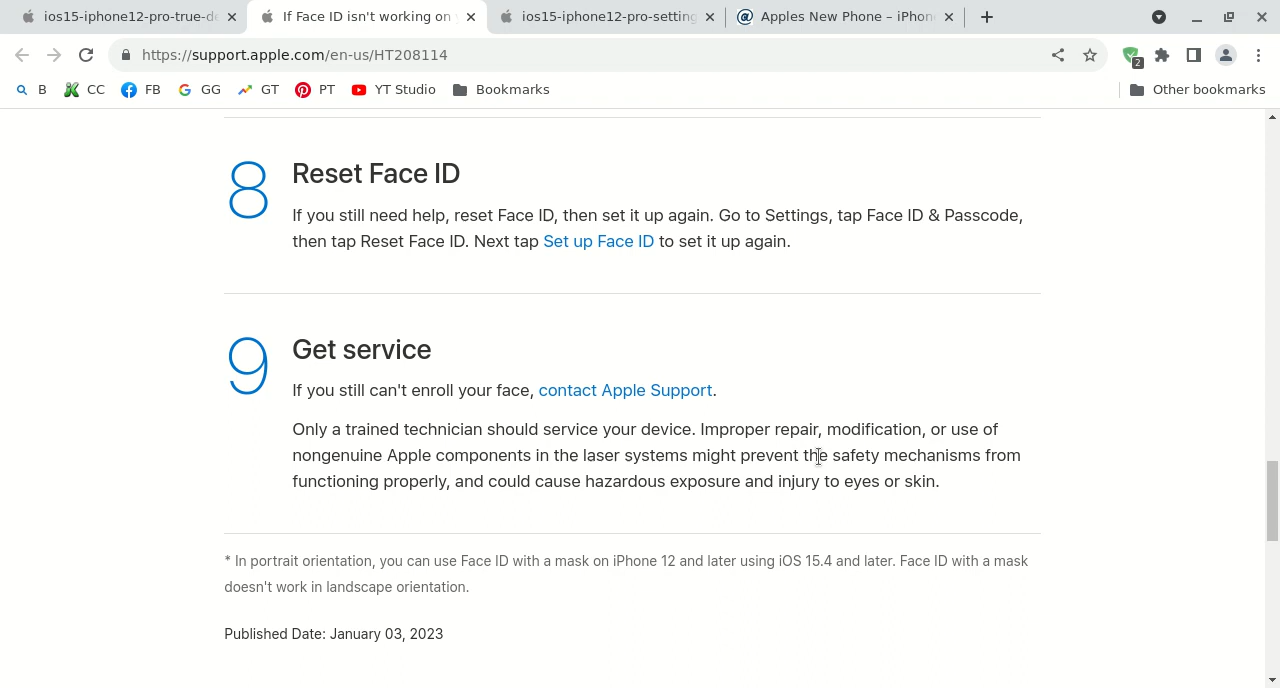 ios15-iphone12-pro-true-de
If Face ID isn't working on
ios15-iphone12-pro-setting
Apples New Phone – iPhon
https://support.apple.com/en-us/HT208114
2
B
CC
FB
GG
GT
PT
YT Studio
Bookmarks
Other bookmarks
8
Reset Face ID
If you still need help, reset Face ID, then set it up again. Go to Settings, tap Face ID & Passcode,
then tap Reset Face ID. Next tap Set up Face ID to set it up again.
9
Get service
If you still can't enroll your face, contact Apple Support.
Only a trained technician should service your device. Improper repair, modification, or use of
nongenuine Apple components in the laser systems might prevent the safety mechanisms from
functioning properly, and could cause hazardous exposure and injury to eyes or skin.
* In portrait orientation, you can use Face ID with a mask on iPhone 12 and later using iOS 15.4 and later. Face ID with a mask
doesn't work in landscape orientation.
Published Date: January 03, 2023